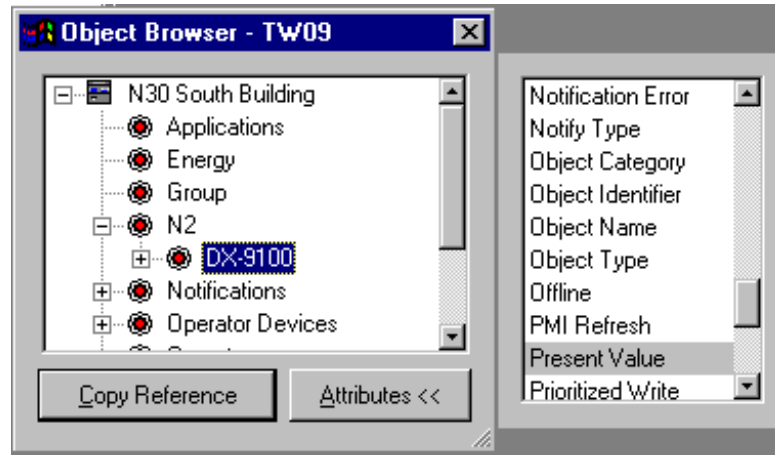 Object Browser - TW09
N30 South Building
Applications
Energy
Group
N2
DX-9100
Notifications
Operator Devices
Copy Reference
Attributes <<
Notification Error
Notify Type
Object Category
Object Identifier
Object Name
Object Type
Offline
PMI Refresh
Present Value
Prioritized Write